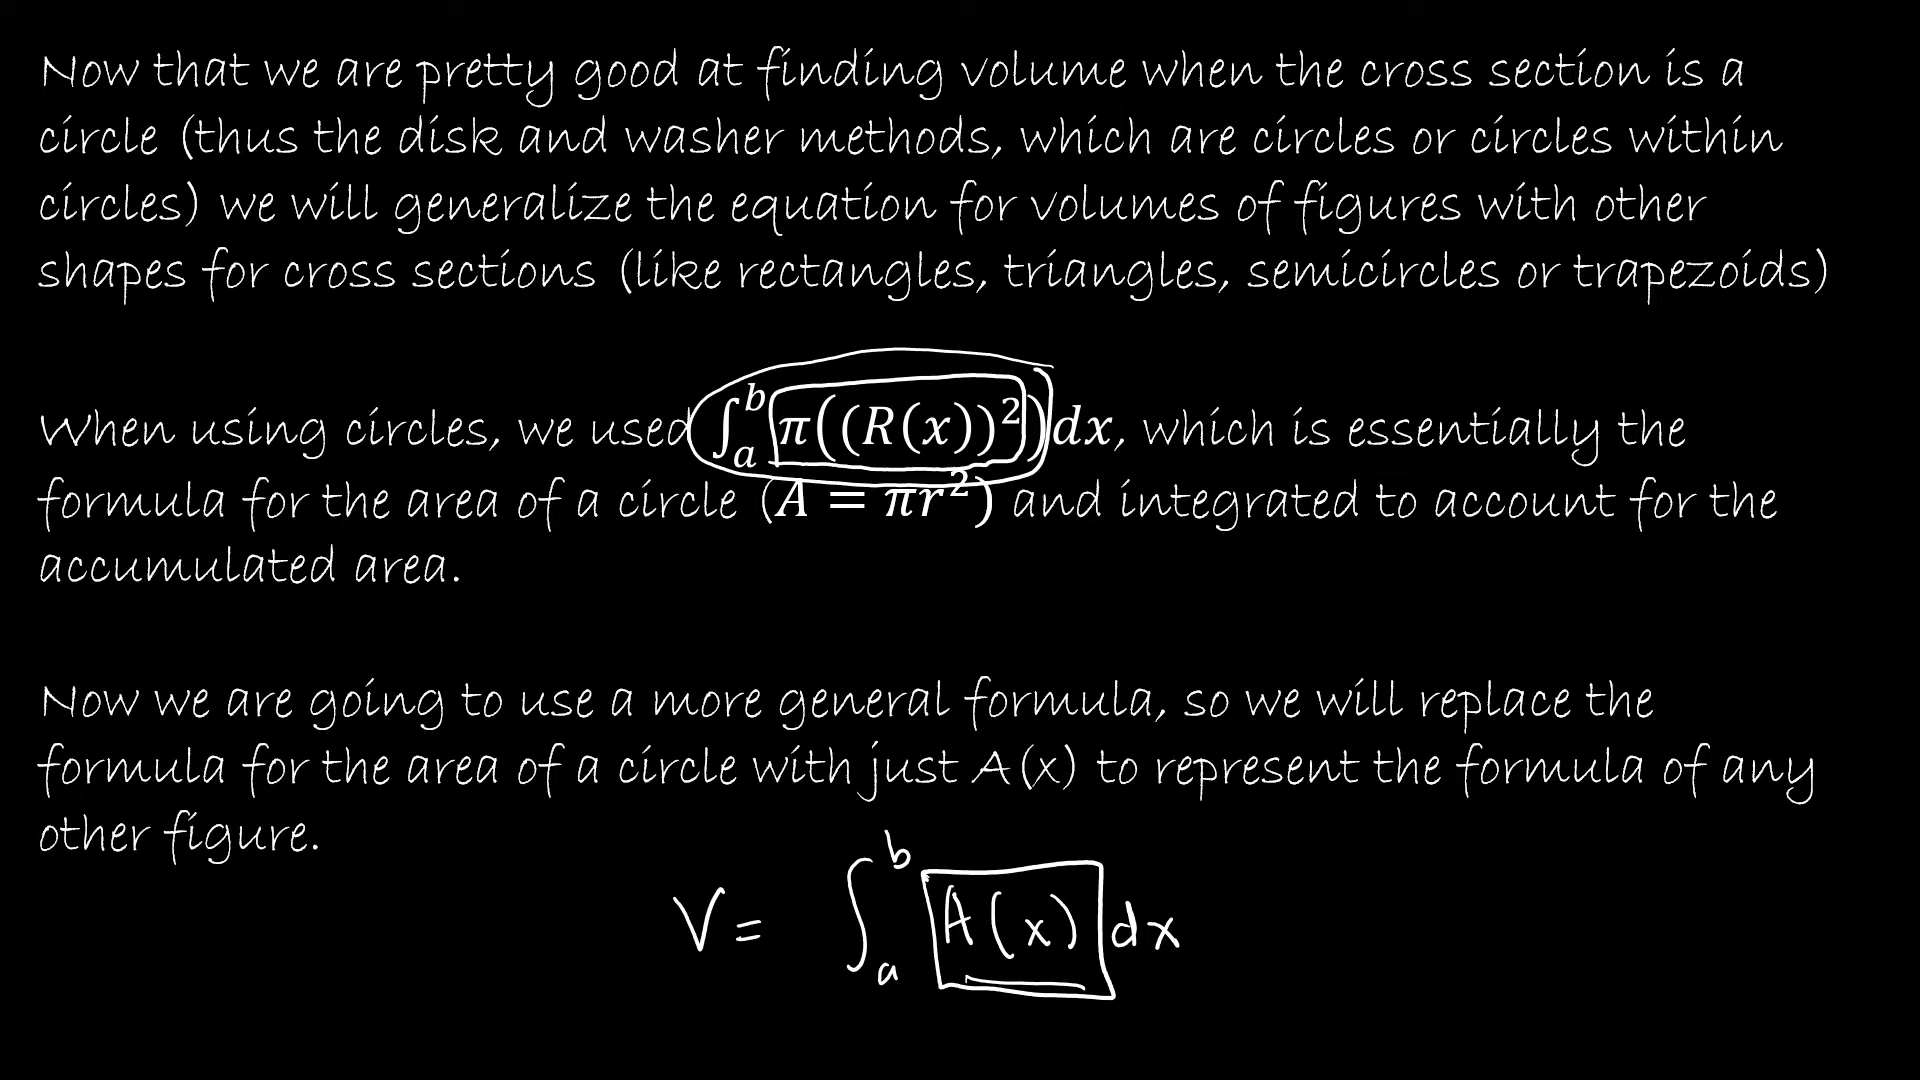 Now that we are pretty good at finding volume when the cross section is a
circle (thus the disk and washer methods, which are circles or circles within
circles) we will generalize the equation for volumes of figures with other
shapes for cross sections (like rectangles, triangles, semicircles or trapezoids)
When using circles, we used ∫_a^b π((R(x))²)dx, which is essentially the
formula for the area of a circle (A = πr²) and integrated to account for the
accumulated area.
Now we are going to use a more general formula, so we will replace the
formula for the area of a circle with just A(x) to represent the formula of any
other figure.
V= ∫_a^b A(x) dx